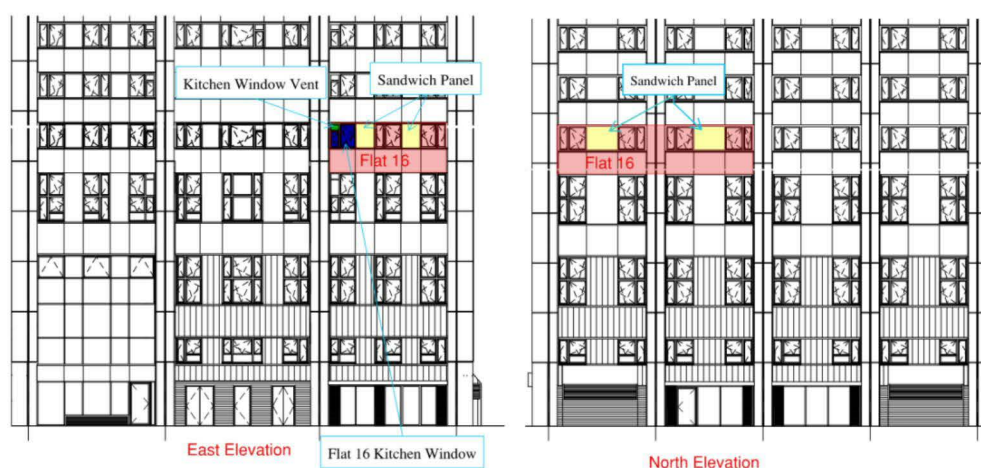 Kitchen Window Vent
Sandwich Panel
Flat 16
East Elevation
Flat 16 Kitchen Window
Sandwich Panel
Flat 16
North Elevation